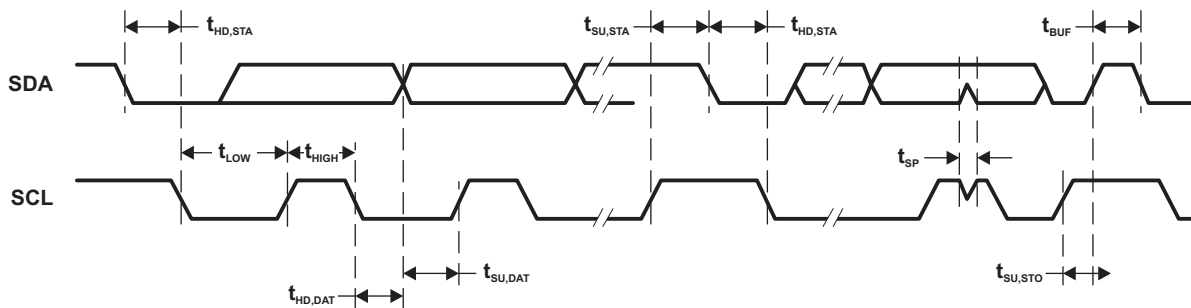 tHD,STA tSU,STA tHD,STA tBUF
SDA
tLOW tHIGH tSP
SCL
tSU,DAT tSU,STO
tHD,DAT